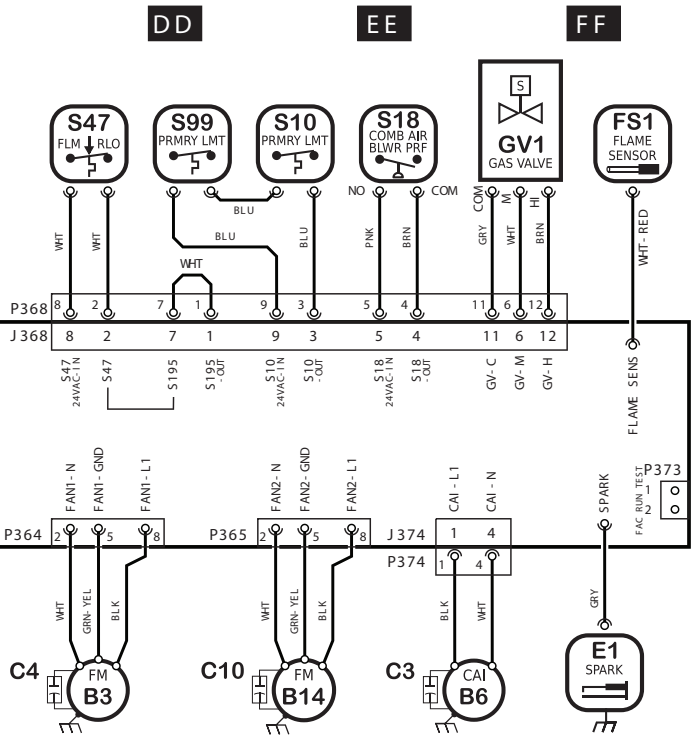 DD EE FF
S47 FLM RLO
S99 PRMRY LMT
S10 PRMRY LMT
S18 COMB AIR BLWR PRF
S
GV1 GAS VALVE
FS1 FLAME SENSOR
NO COM
COM M HI
BLU
WHT WHT BLU BLU PNK BRN GRY WHT BRN WHT-RED
WHT
P368 8 2 7 1 9 3 5 4 11 6 12
J368 8 2 7 1 9 3 5 4 11 6 12
S47 24VAC-IN
S47
S195
S195 -OUT
S10 24VAC-IN
S10 -OUT
S18 24VAC-IN
S18 -OUT
GV-C
GV-M
GV-H
FLAME SENS
FAN1-N FAN1-GND FAN1-L1
FAN2-N FAN2-GND FAN2-L1
CAI-L1 CAI-N
SPARK
FAC RUN TEST
P373
1
2
P364 2 5 8
P365 2 5 8
J374 1 4
P374 1 4
WHT GRN-YEL BLK
WHT GRN-YEL BLK
BLK WHT
GRY
C4 FM B3
C10 FM B14
C3 CAI B6
E1 SPARK